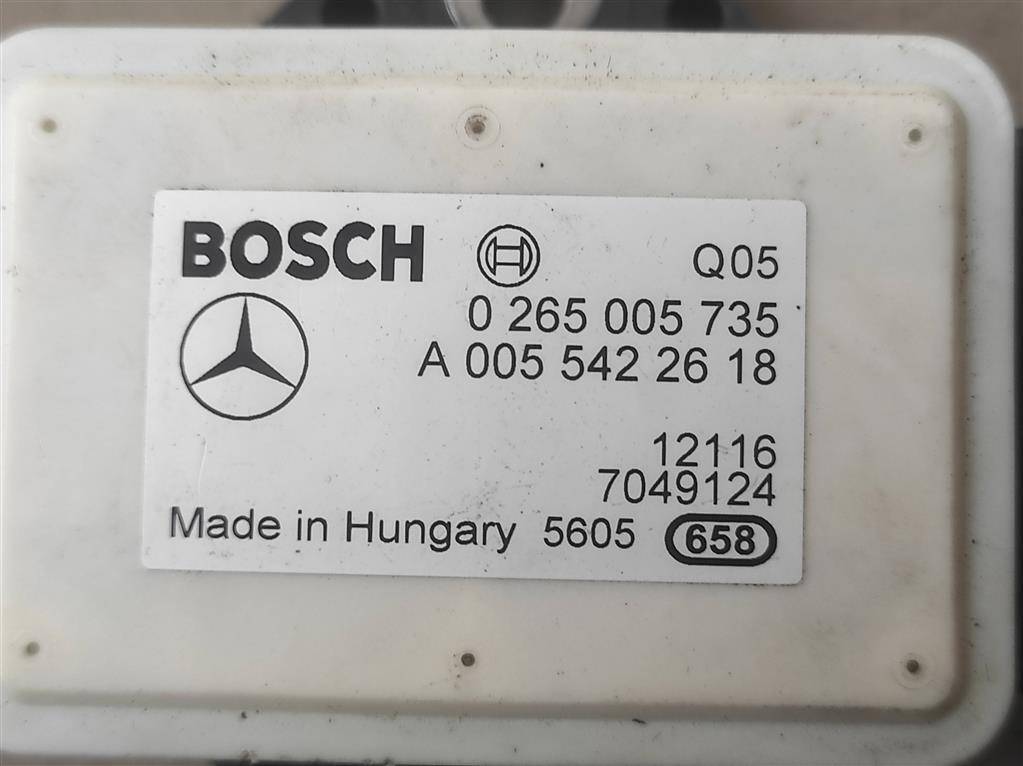 BOSCH Q05
0 265 005 735
A 005 542 26 18
12116
7049124
Made in Hungary 5605 658